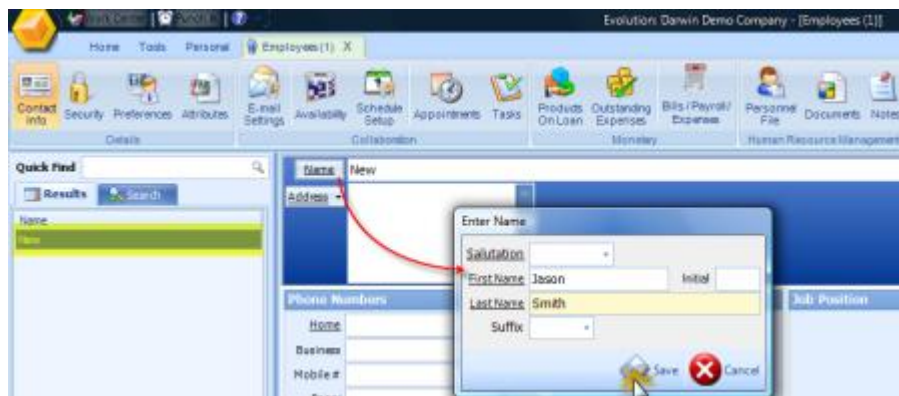 Evolution: Darwin Demo Company - [Employees (1)]
Home Tools Personal Employees (1) X
Contact Info Security Preferences Attributes E-mail Settings Availability Schedule Setup Appointments Tasks Products On Loan Outstanding Expenses Bills / Payroll / Expenses Personnel File Documents Notes
Details Collaboration Monetary Human Resource Management
Quick Find
Name New
Results Search
Address
Name
New
Enter Name
Salutation
First Name Jason Initial
Last Name Smith
Suffix
Save Cancel
Phone Numbers Job Position
Home
Business
Mobile #